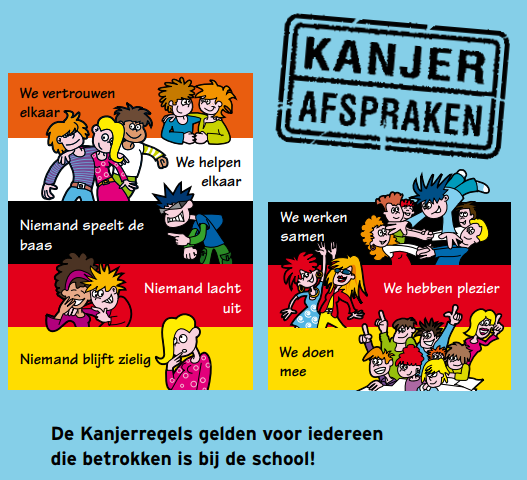 KANJER
AFSPRAKEN
We vertrouwen
elkaar
We helpen
elkaar
Niemand speelt de
baas
Niemand lacht
uit
Niemand blijft zielig
We werken
samen
We hebben plezier
We doen
mee
De Kanjerregels gelden voor iedereen
die betrokken is bij de school!